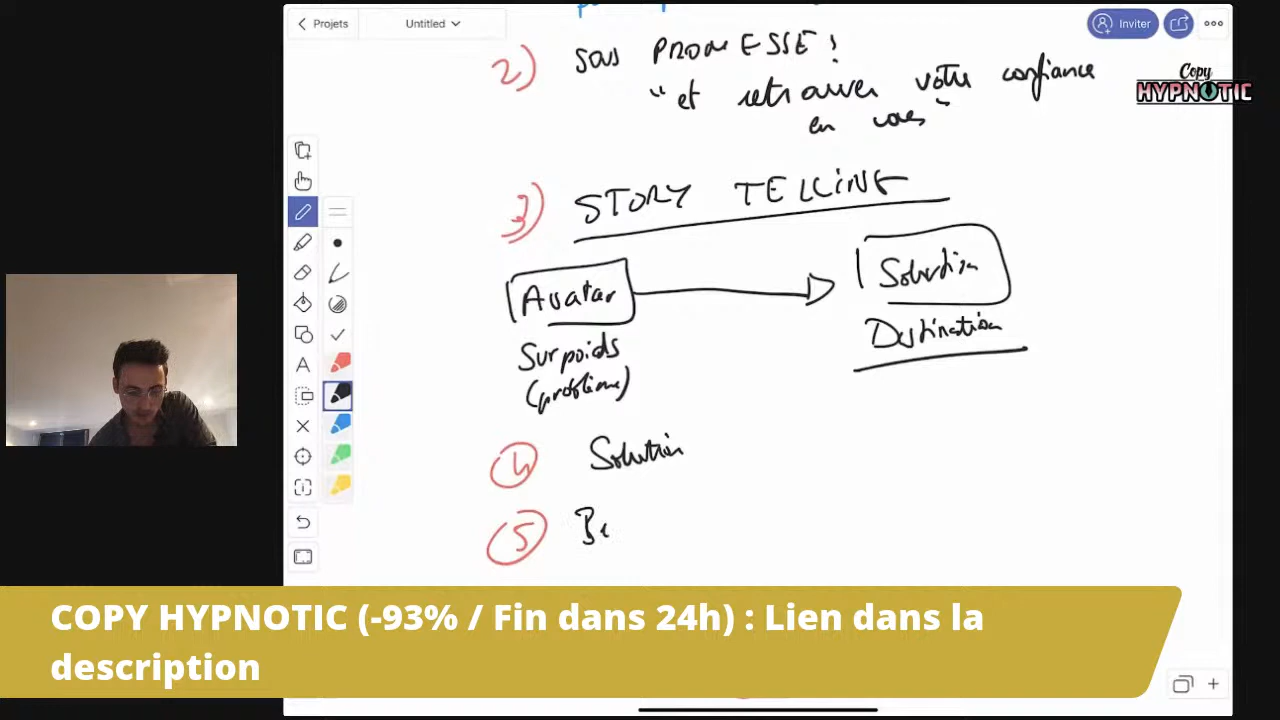 Projets
Untitled
Inviter
Copy
HYPNOTIC
2) SOUS PROMESSE !
"et retrouver votre confiance
en vous"
3) STORY TELLING
Avatar
Solution
Surpoids
Destination
(problème)
4 Solution
5 Be
COPY HYPNOTIC (-93% / Fin dans 24h) : Lien dans la
description